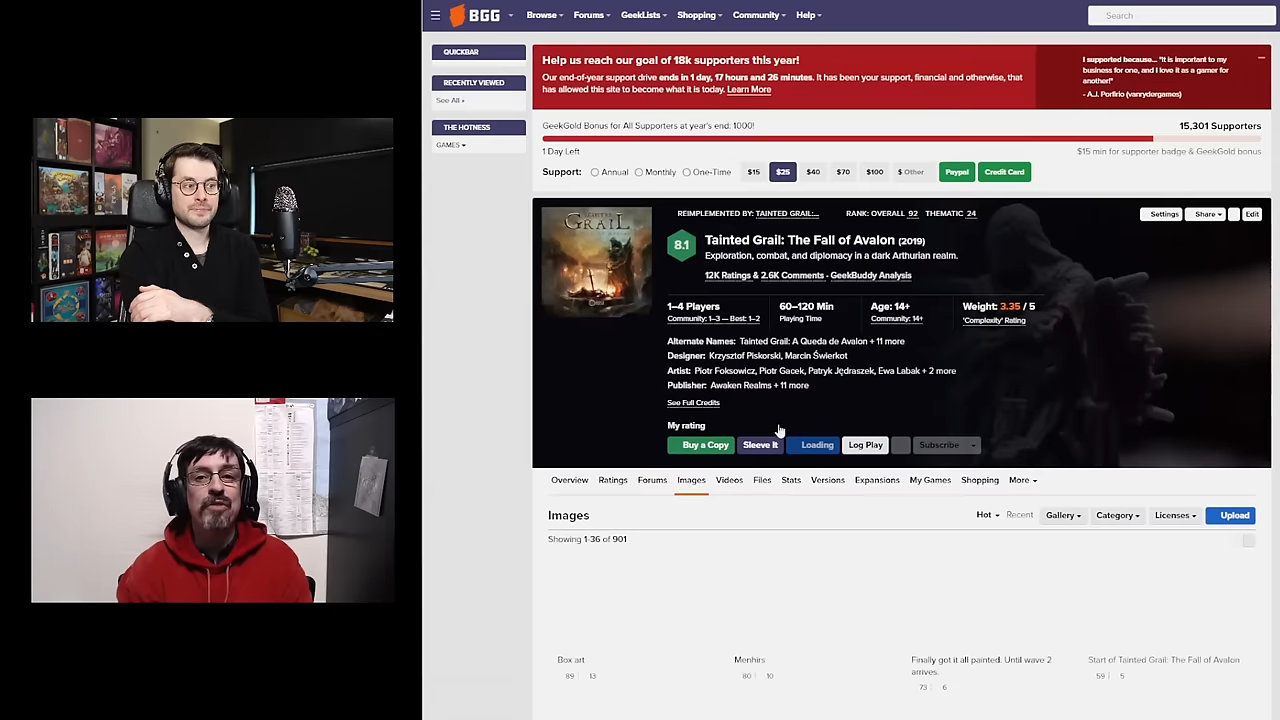 BGG
Browse
Forums
GeekLists
Shopping
Community
Help
Search
QUICKBAR
RECENTLY VIEWED
See All »
THE HOTNESS
GAMES
Help us reach our goal of 18k supporters this year!
Our end-of-year support drive ends in 1 day, 17 hours and 26 minutes. It has been your support, financial and otherwise, that
has allowed this site to become what it is today. Learn More
I supported because... "It is important to my
business for one, and I love it as a gamer for
another!"
- A.J. Porfirio (vanrydergames)
GeekGold Bonus for All Supporters at year's end: 1000!
15,301 Supporters
1 Day Left
$15 min for supporter badge & GeekGold bonus
Support:
Annual
Monthly
One-Time
$15
$25
$40
$70
$100
$ Other
Paypal
Credit Card
GRAIL
REIMPLEMENTED BY: TAINTED GRAIL:...
RANK: OVERALL 92 THEMATIC 24
Settings
Share
Edit
8.1
Tainted Grail: The Fall of Avalon (2019)
Exploration, combat, and diplomacy in a dark Arthurian realm.
12K Ratings & 2.6K Comments · GeekBuddy Analysis
1–4 Players
Community: 1–3 — Best: 1–2
60–120 Min
Playing Time
Age: 14+
Community: 14+
Weight: 3.35 / 5
'Complexity' Rating
Alternate Names: Tainted Grail: A Queda de Avalon + 11 more
Designer: Krzysztof Piskorski, Marcin Świerkot
Artist: Piotr Foksowicz, Piotr Gacek, Patryk Jędraszek, Ewa Labak + 2 more
Publisher: Awaken Realms + 11 more
See Full Credits
My rating
Buy a Copy
Sleeve It
Loading
Log Play
Subscribe
Overview
Ratings
Forums
Images
Videos
Files
Stats
Versions
Expansions
My Games
Shopping
More
Images
Hot
Recent
Gallery
Category
Licenses
Upload
Showing 1-36 of 901
Box art
89 13
Menhirs
80 10
Finally got it all painted. Until wave 2
arrives.
73 6
Start of Tainted Grail: The Fall of Avalon
59 5